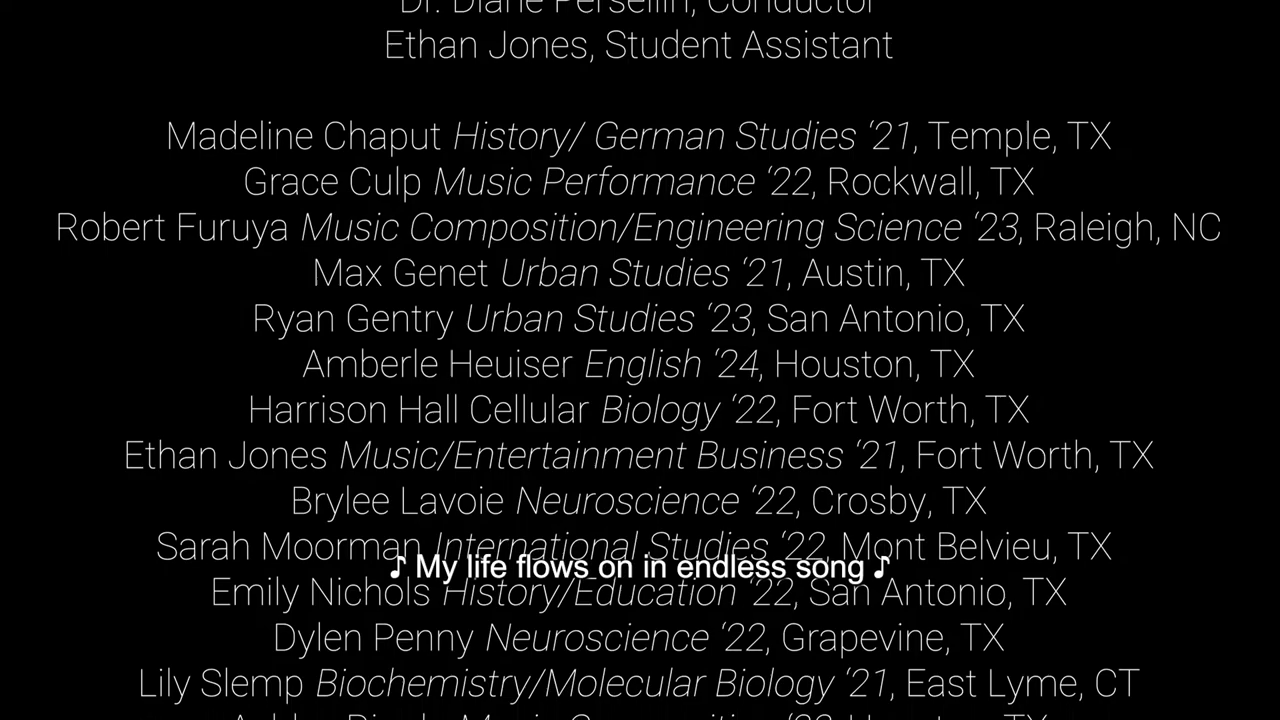 Dr. Diane Persellin, Conductor
Ethan Jones, Student Assistant
Madeline Chaput History/ German Studies ‘21, Temple, TX
Grace Culp Music Performance ‘22, Rockwall, TX
Robert Furuya Music Composition/Engineering Science ‘23, Raleigh, NC
Max Genet Urban Studies ‘21, Austin, TX
Ryan Gentry Urban Studies ‘23, San Antonio, TX
Amberle Heuiser English ‘24, Houston, TX
Harrison Hall Cellular Biology ‘22, Fort Worth, TX
Ethan Jones Music/Entertainment Business ‘21, Fort Worth, TX
Brylee Lavoie Neuroscience ‘22, Crosby, TX
Sarah Moorman International Studies ‘22, Mont Belvieu, TX
♪ My life flows on in endless song ♪
Emily Nichols History/Education ‘22, San Antonio, TX
Dylen Penny Neuroscience ‘22, Grapevine, TX
Lily Slemp Biochemistry/Molecular Biology ‘21, East Lyme, CT